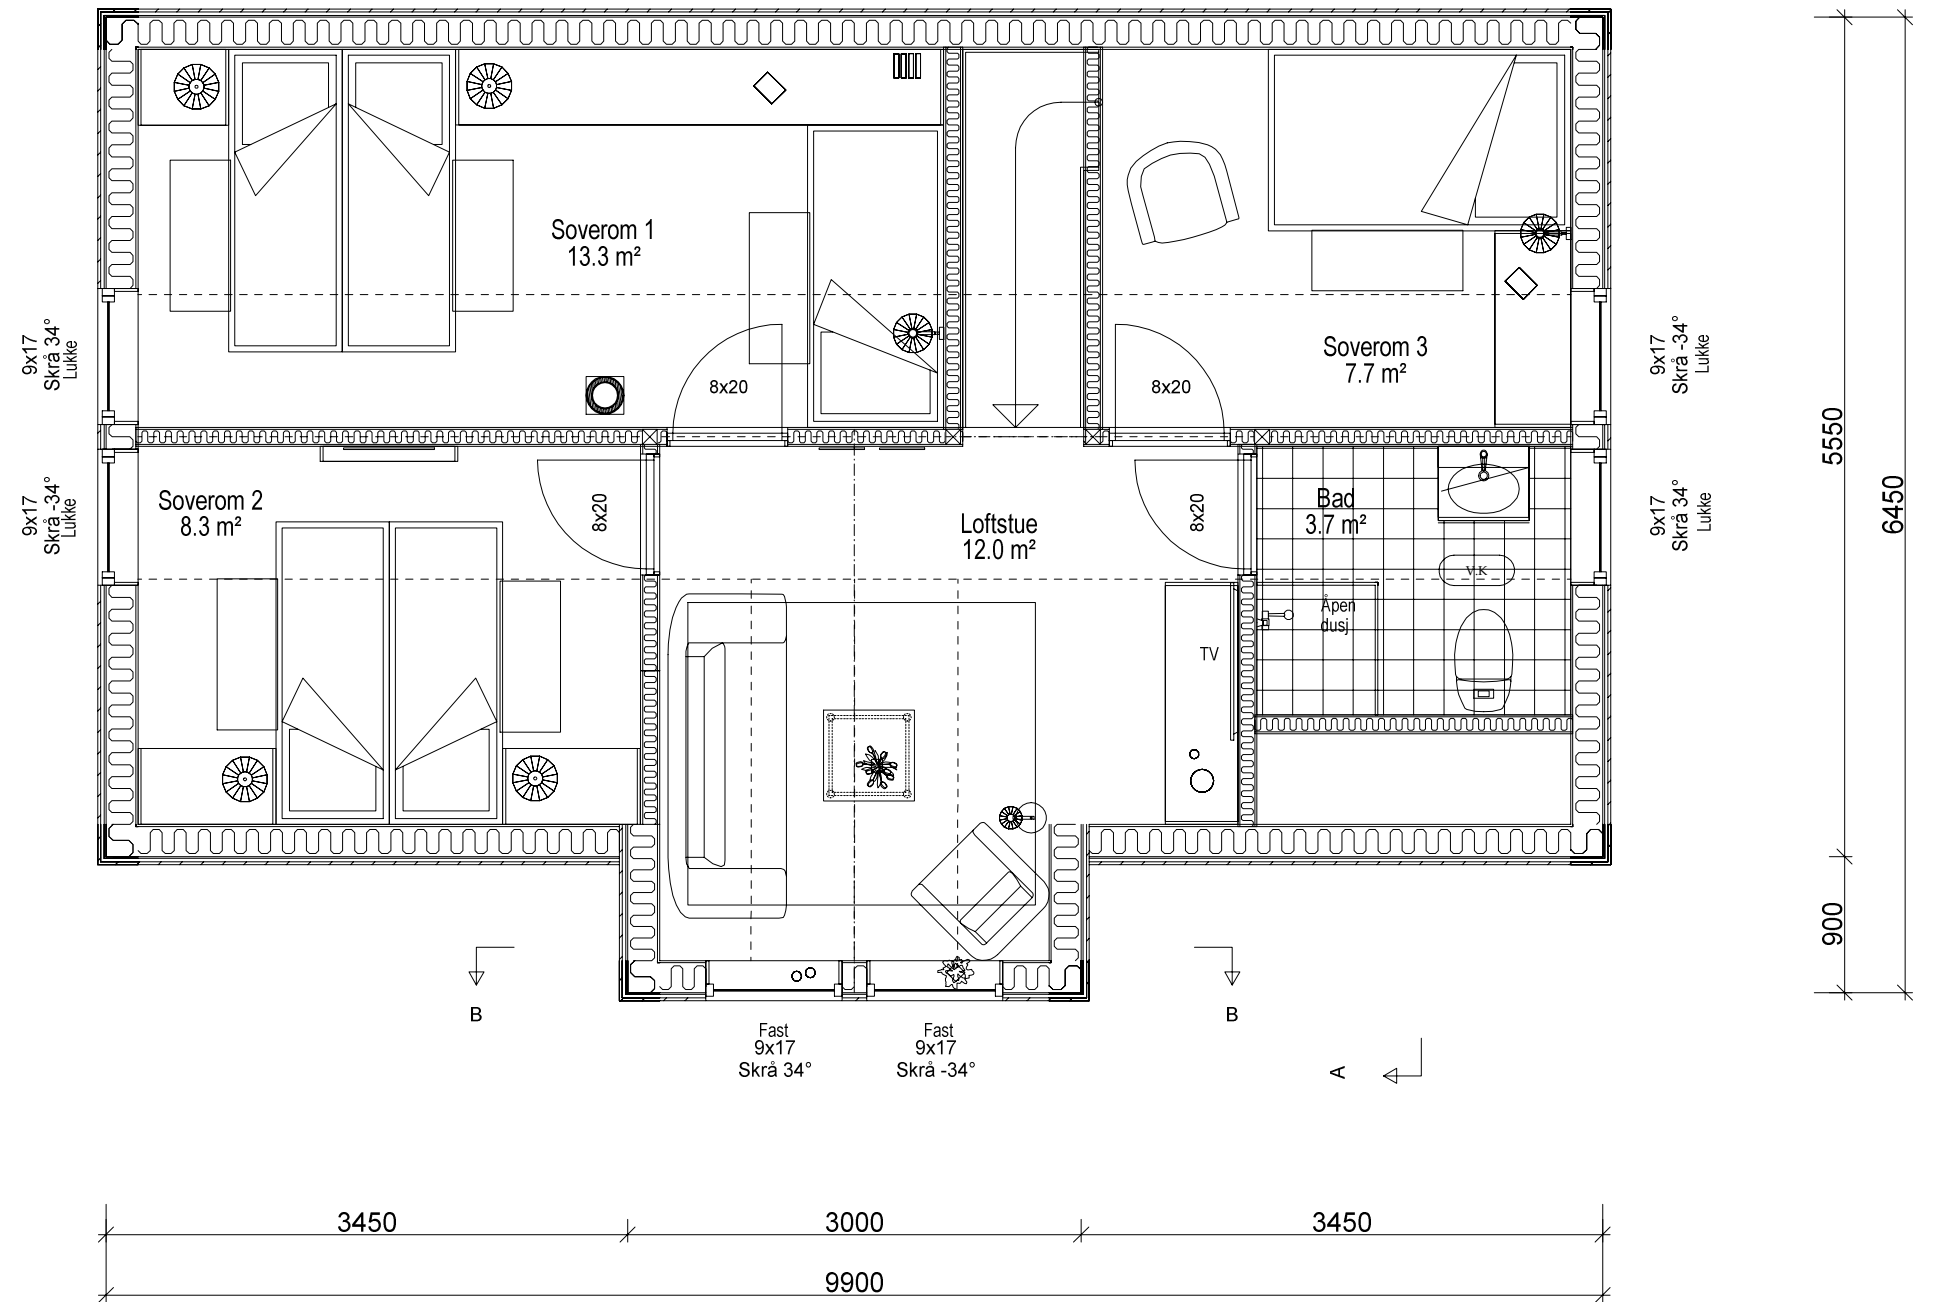 Soverom 1
13.3 m²
8x20
Soverom 3
7.7 m²
8x20
9x17
Skrå 34°
Lukke
9x17
Skrå -34°
Lukke
Soverom 2
8.3 m²
8x20
Loftstue
12.0 m²
8x20
Bad
3.7 m²
V.K
Åpen
dusj
TV
9x17
Skrå -34°
Lukke
9x17
Skrå 34°
Lukke
5550
6450
900
B
B
Fast
9x17
Skrå 34°
Fast
9x17
Skrå -34°
A
3450
3000
3450
9900